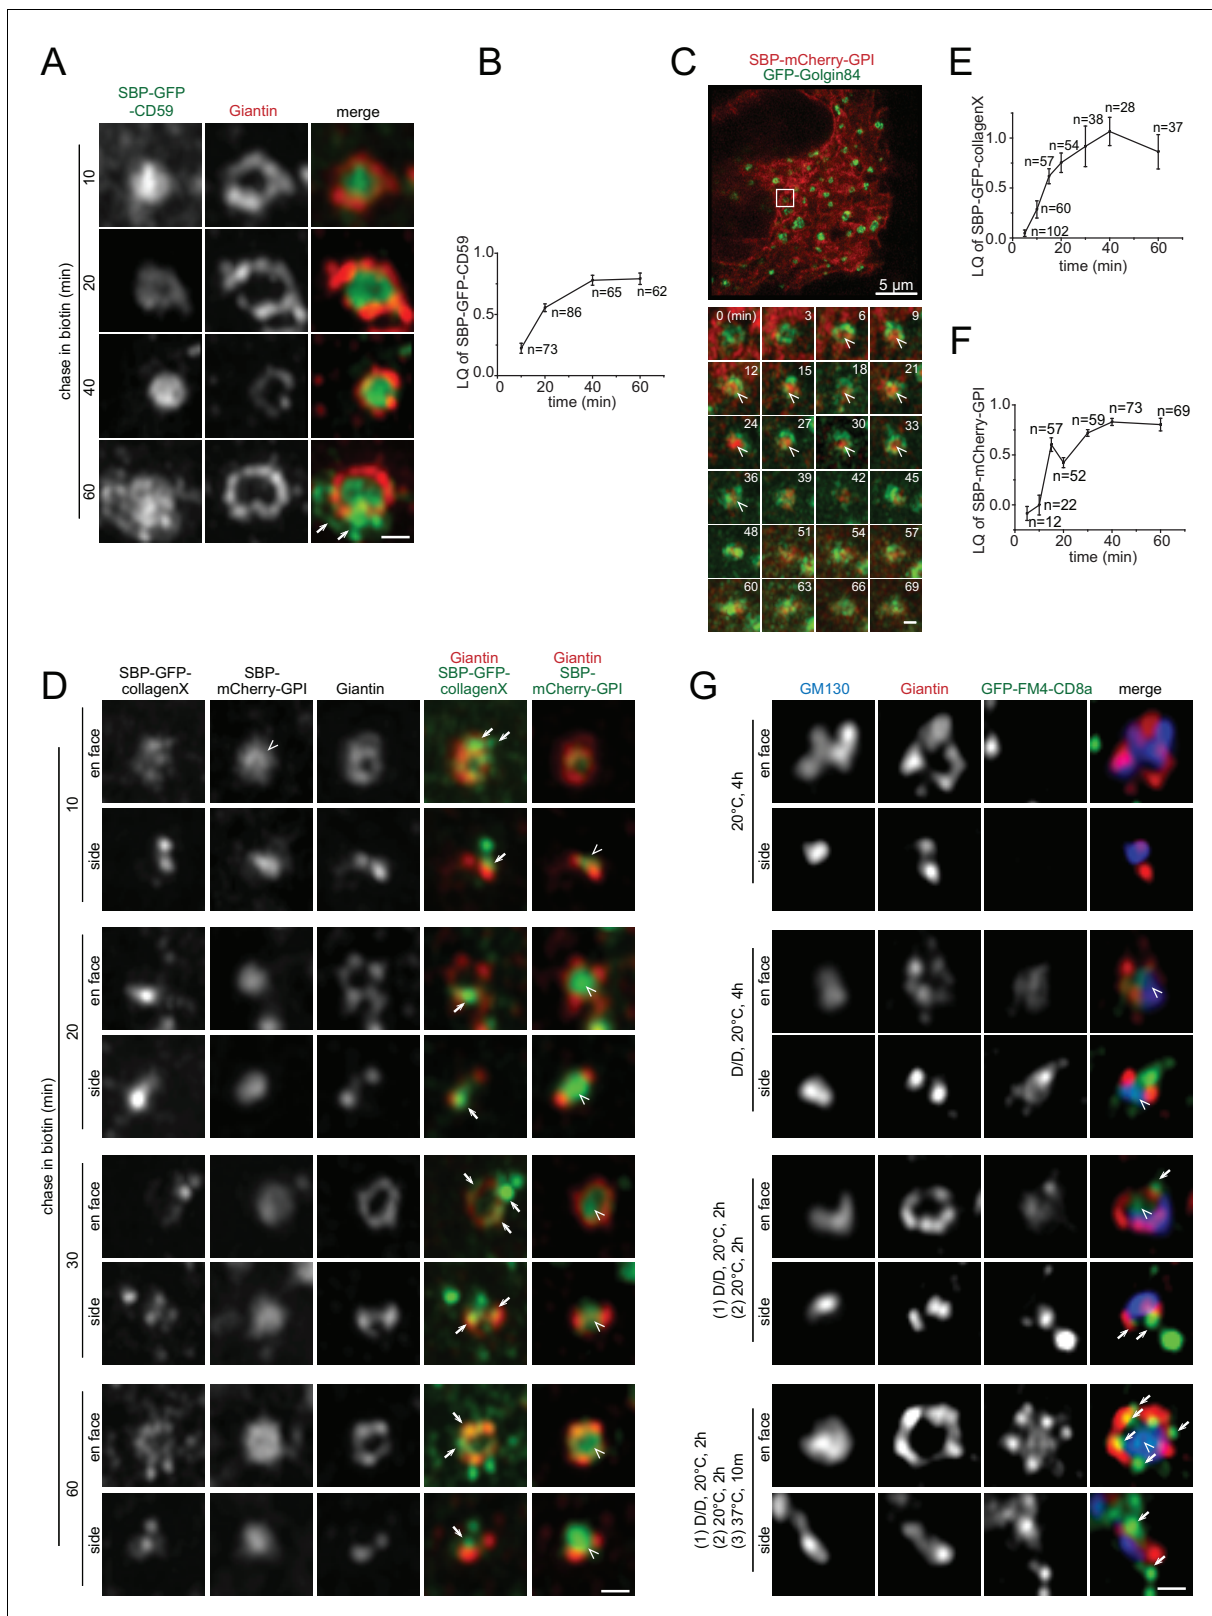 A
SBP-GFP
-CD59
Giantin
merge
chase in biotin (min)
10
20
40
60
B
LQ of SBP-GFP-CD59
1.0
0.5
0.0
n=73
n=86
n=65
n=62
0
20
40
60
time (min)
C
SBP-mCherry-GPI
GFP-Golgin84
5 µm
0 (min)
3
6
9
12
15
18
21
24
27
30
33
36
39
42
45
48
51
54
57
60
63
66
69
E
LQ of SBP-GFP-collagenX
1.0
0.5
0.0
n=102
n=60
n=57
n=54
n=38
n=28
n=37
0
20
40
60
time (min)
F
LQ of SBP-mCherry-GPI
1.0
0.5
0.0
n=12
n=22
n=57
n=52
n=59
n=73
n=69
0
20
40
60
time (min)
D
SBP-GFP-
collagenX
SBP-
mCherry-GPI
Giantin
Giantin
SBP-GFP-
collagenX
Giantin
SBP-
mCherry-GPI
chase in biotin (min)
10
en face
side
20
en face
side
30
en face
side
60
en face
side
G
GM130
Giantin
GFP-FM4-CD8a
merge
20°C, 4h
en face
side
D/D, 20°C, 4h
en face
side
(1) D/D, 20°C, 2h
(2) 20°C, 2h
en face
side
(1) D/D, 20°C, 2h
(2) 20°C, 2h
(3) 37°C, 10m
en face
side